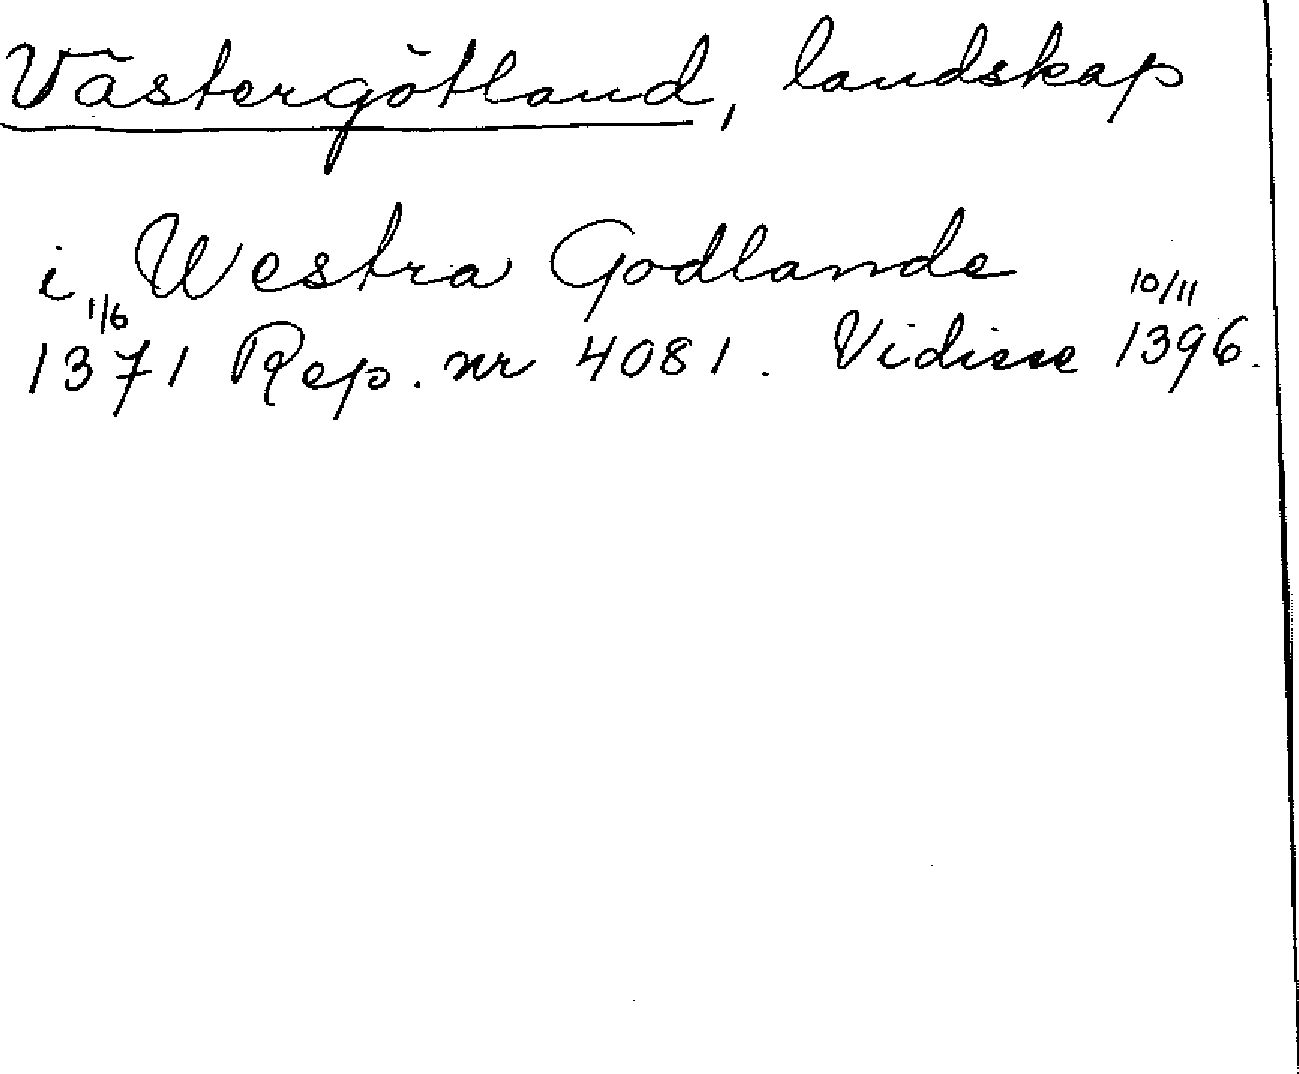 Västergötland, landskap
i Westra Godlande
1/6 10/11
1371 Rep. nr 4081. Vidisse 1396.